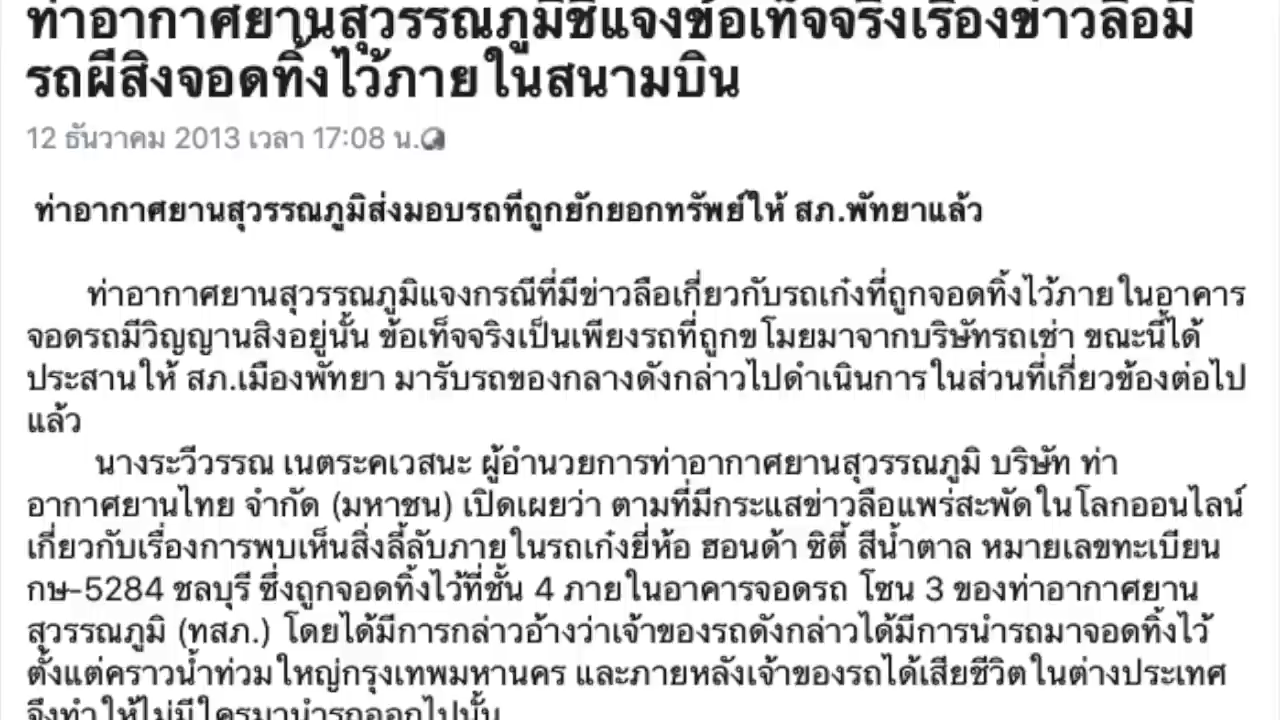 ท่าอากาศยานสุวรรณภูมิชี้แจงข้อเท็จจริงเรื่องข่าวลือมี
รถผีสิงจอดทิ้งไว้ภายในสนามบิน
12 ธันวาคม 2013 เวลา 17:08 น.
ท่าอากาศยานสุวรรณภูมิส่งมอบรถที่ถูกยักยอกทรัพย์ให้ สภ.พัทยาแล้ว
ท่าอากาศยานสุวรรณภูมิแจงกรณีที่มีข่าวลือเกี่ยวกับรถเก๋งที่ถูกจอดทิ้งไว้ภายในอาคาร
จอดรถมีวิญญานสิงอยู่นั้น ข้อเท็จจริงเป็นเพียงรถที่ถูกขโมยมาจากบริษัทรถเช่า ขณะนี้ได้
ประสานให้ สภ.เมืองพัทยา มารับรถของกลางดังกล่าวไปดำเนินการในส่วนที่เกี่ยวข้องต่อไป
แล้ว
นางระวีวรรณ เนตระคเวสนะ ผู้อำนวยการท่าอากาศยานสุวรรณภูมิ บริษัท ท่า
อากาศยานไทย จำกัด (มหาชน) เปิดเผยว่า ตามที่มีกระแสข่าวลือแพร่สะพัดในโลกออนไลน์
เกี่ยวกับเรื่องการพบเห็นสิ่งลี้ลับภายในรถเก๋งยี่ห้อ ฮอนด้า ซิตี้ สีน้ำตาล หมายเลขทะเบียน
กษ-5284 ชลบุรี ซึ่งถูกจอดทิ้งไว้ที่ชั้น 4 ภายในอาคารจอดรถ โซน 3 ของท่าอากาศยาน
สุวรรณภูมิ (ทสภ.) โดยได้มีการกล่าวอ้างว่าเจ้าของรถดังกล่าวได้มีการนำรถมาจอดทิ้งไว้
ตั้งแต่คราวน้ำท่วมใหญ่กรุงเทพมหานคร และภายหลังเจ้าของรถได้เสียชีวิตในต่างประเทศ
จึงทำให้ไม่มีใครมานำรถออกไปนั้น